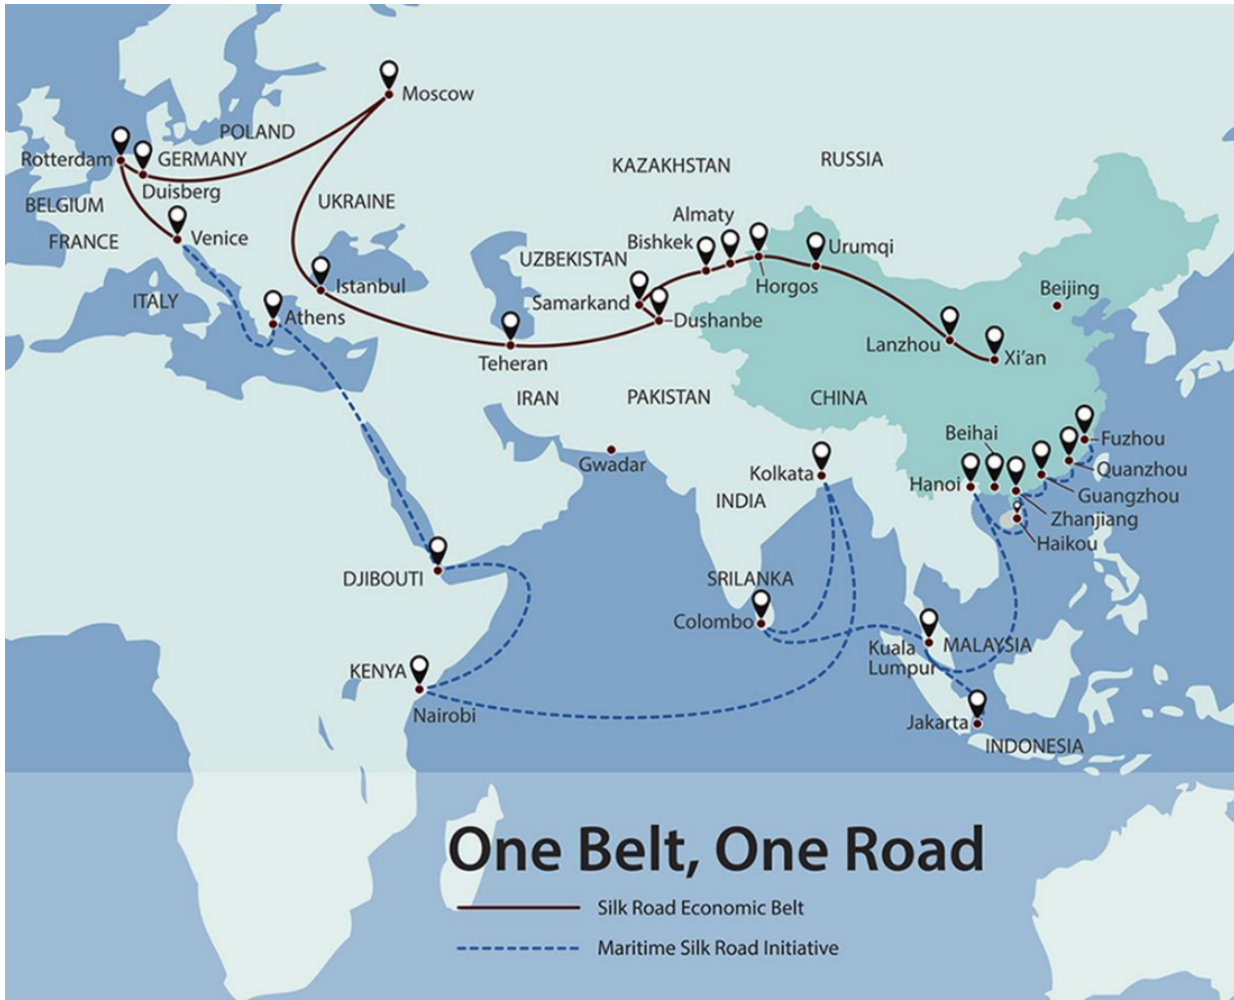 Moscow
POLAND
Rotterdam
GERMANY
Duisberg
KAZAKHSTAN
RUSSIA
BELGIUM
UKRAINE
FRANCE
Venice
Almaty
Bishkek
Urumqi
UZBEKISTAN
Istanbul
Horgos
Beijing
ITALY
Athens
Samarkand
Dushanbe
Lanzhou
Xi'an
Teheran
IRAN
PAKISTAN
CHINA
Beihai
Fuzhou
Gwadar
Kolkata
Hanoi
Quanzhou
INDIA
Guangzhou
Zhanjiang
Haikou
DJIBOUTI
SRILANKA
Colombo
Kuala
Lumpur
MALAYSIA
KENYA
Nairobi
Jakarta
INDONESIA
One Belt, One Road
Silk Road Economic Belt
Maritime Silk Road Initiative